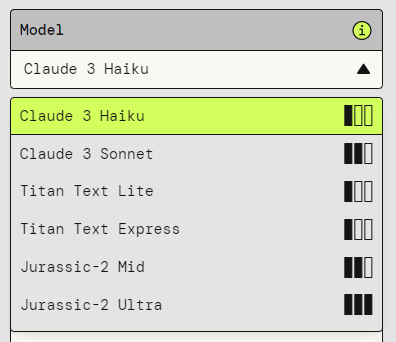 Model
i
Claude 3 Haiku
Claude 3 Haiku
Claude 3 Sonnet
Titan Text Lite
Titan Text Express
Jurassic-2 Mid
Jurassic-2 Ultra